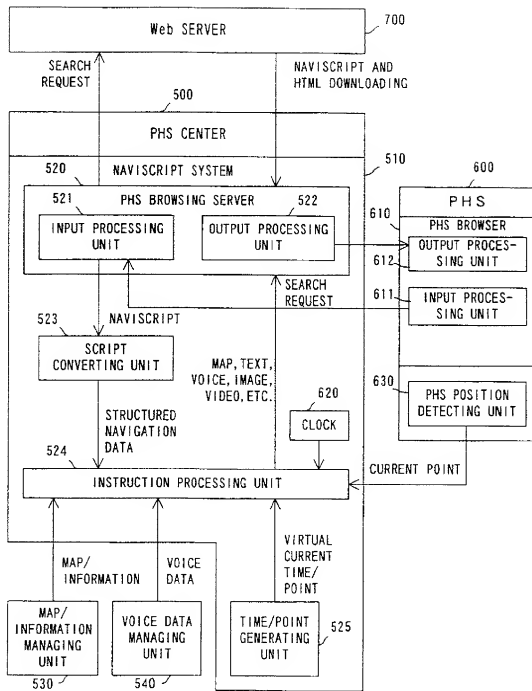 Web SERVER
700
SEARCH
REQUEST
NAVISCRIPT AND
HTML DOWNLOADING
500
PHS CENTER
510
NAVISCRIPT SYSTEM
520
PHS BROWSING SERVER
521
INPUT PROCESSING
UNIT
522
OUTPUT PROCESSING
UNIT
600
PHS
610
PHS BROWSER
OUTPUT PROCES-
SING UNIT
612
611
INPUT PROCES-
SING UNIT
SEARCH
REQUEST
NAVISCRIPT
523
SCRIPT
CONVERTING UNIT
MAP, TEXT,
VOICE, IMAGE,
VIDEO, ETC.
620
CLOCK
630
PHS POSITION
DETECTING UNIT
STRUCTURED
NAVIGATION
DATA
524
INSTRUCTION PROCESSING UNIT
CURRENT POINT
MAP/
INFORMATION
VOICE
DATA
VIRTUAL
CURRENT
TIME/
POINT
MAP/
INFORMATION
MANAGING
UNIT
530
VOICE DATA
MANAGING
UNIT
540
TIME/POINT
GENERATING
UNIT
525